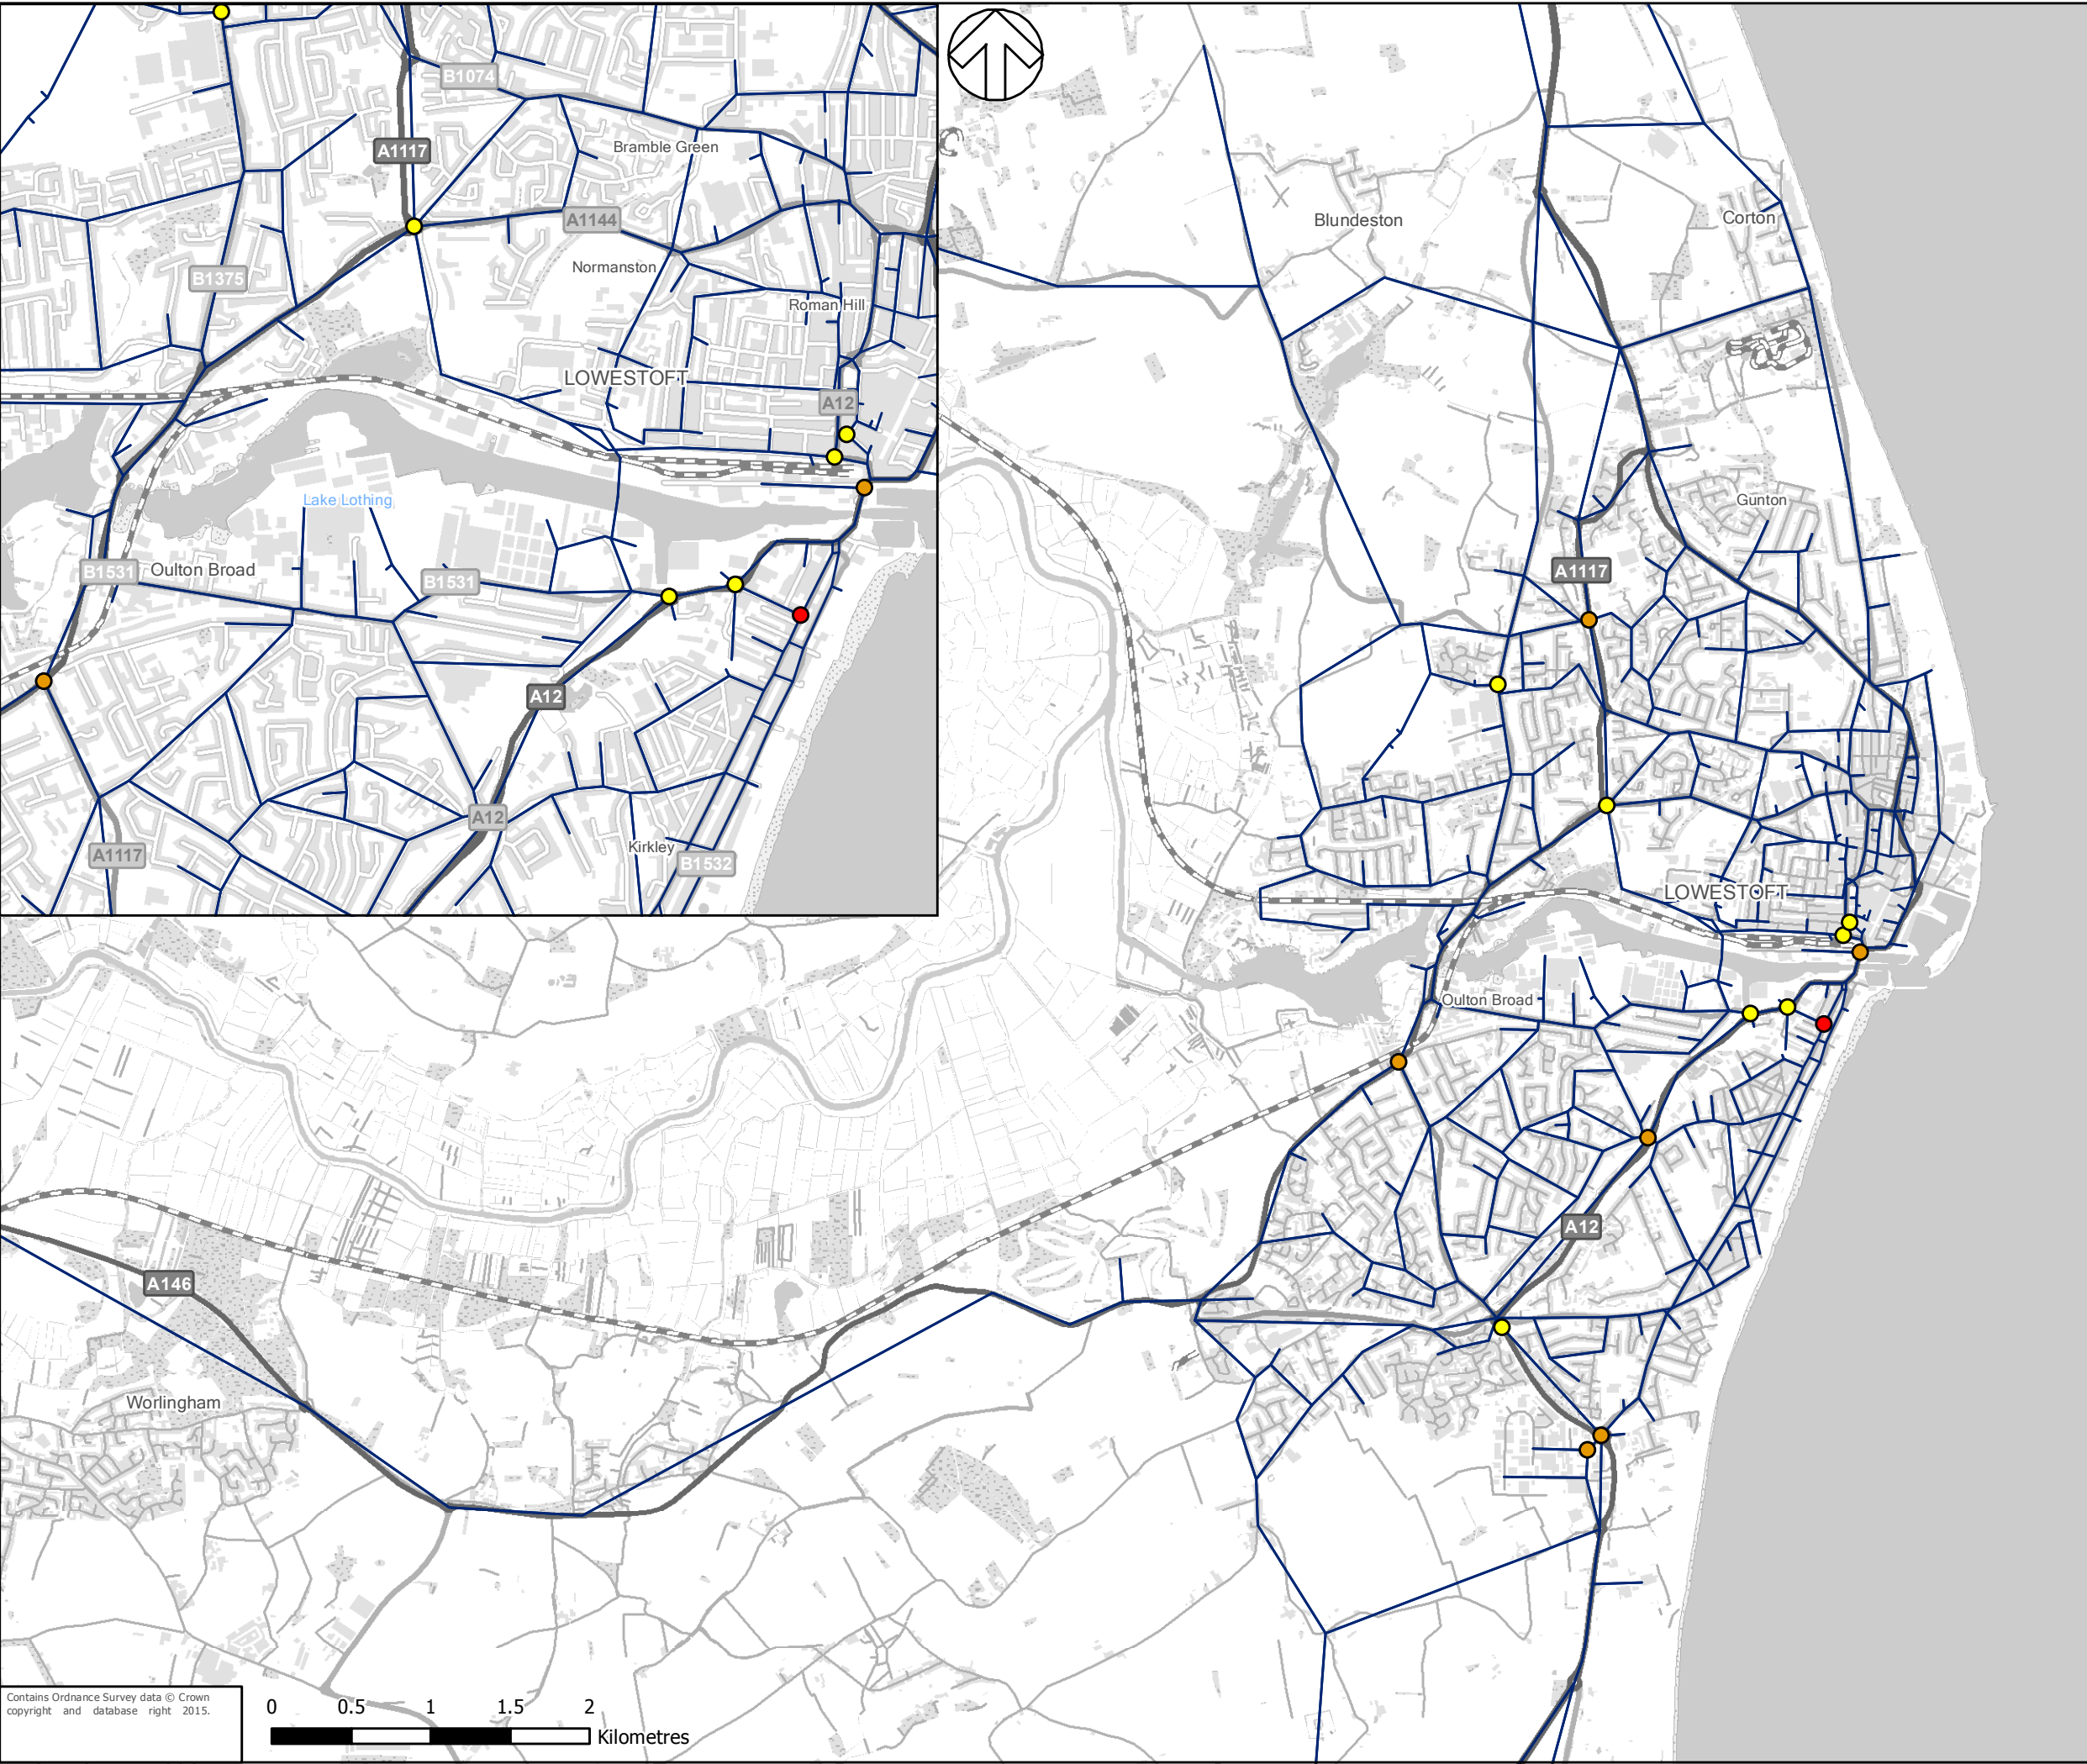 B1074
A1117
Bramble Green
A1144
Normanston
B1375
Roman Hill
LOWESTOFT
A12
Lake Lothing
Oulton Broad
B1531
B1531
A12
A12
A1117
Kirkley
B1532
Blundeston
Corton
Gunton
A1117
LOWESTOFT
Oulton Broad
A12
A146
Worlingham
Contains Ordnance Survey data © Crown
copyright and database right 2015.
0 0.5 1 1.5 2
Kilometres